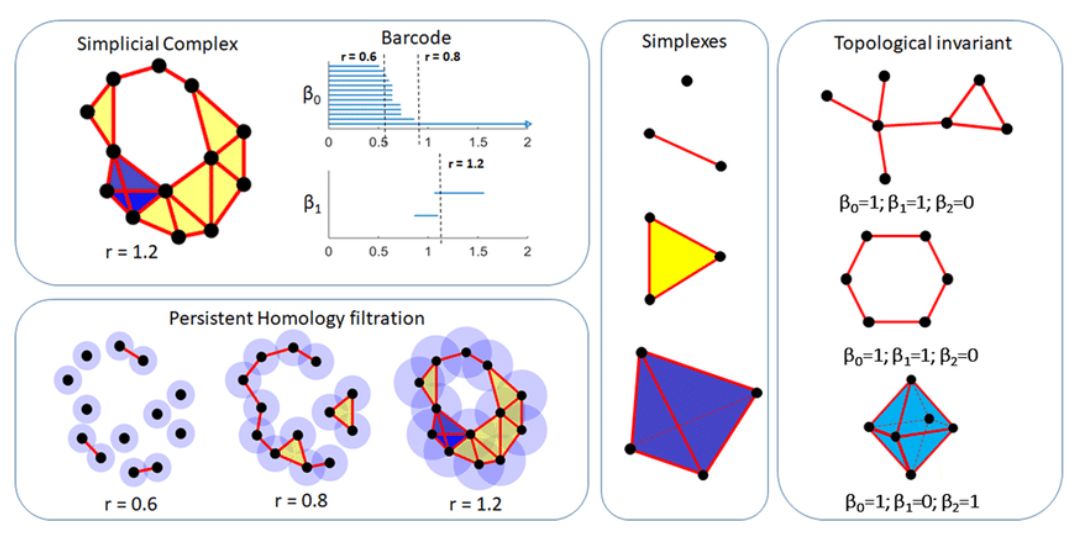 Simplicial Complex
r = 1.2
Barcode
r = 0.6
r = 0.8
β0
0 0.5 1 1.5 2
r = 1.2
β1
0 0.5 1 1.5 2
Persistent Homology filtration
r = 0.6
r = 0.8
r = 1.2
Simplexes
Topological invariant
β0=1; β1=1; β2=0
β0=1; β1=1; β2=0
β0=1; β1=0; β2=1